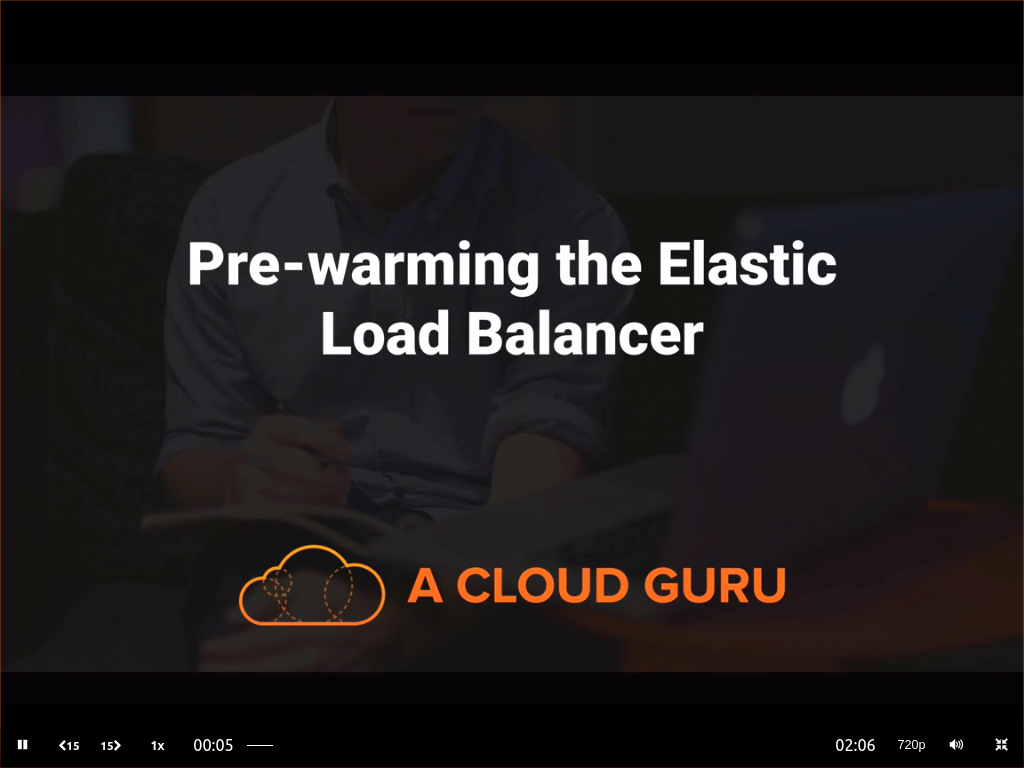 Pre-warming the Elastic
Load Balancer
A CLOUD GURU
15 15 1x 00:05 02:06 720p